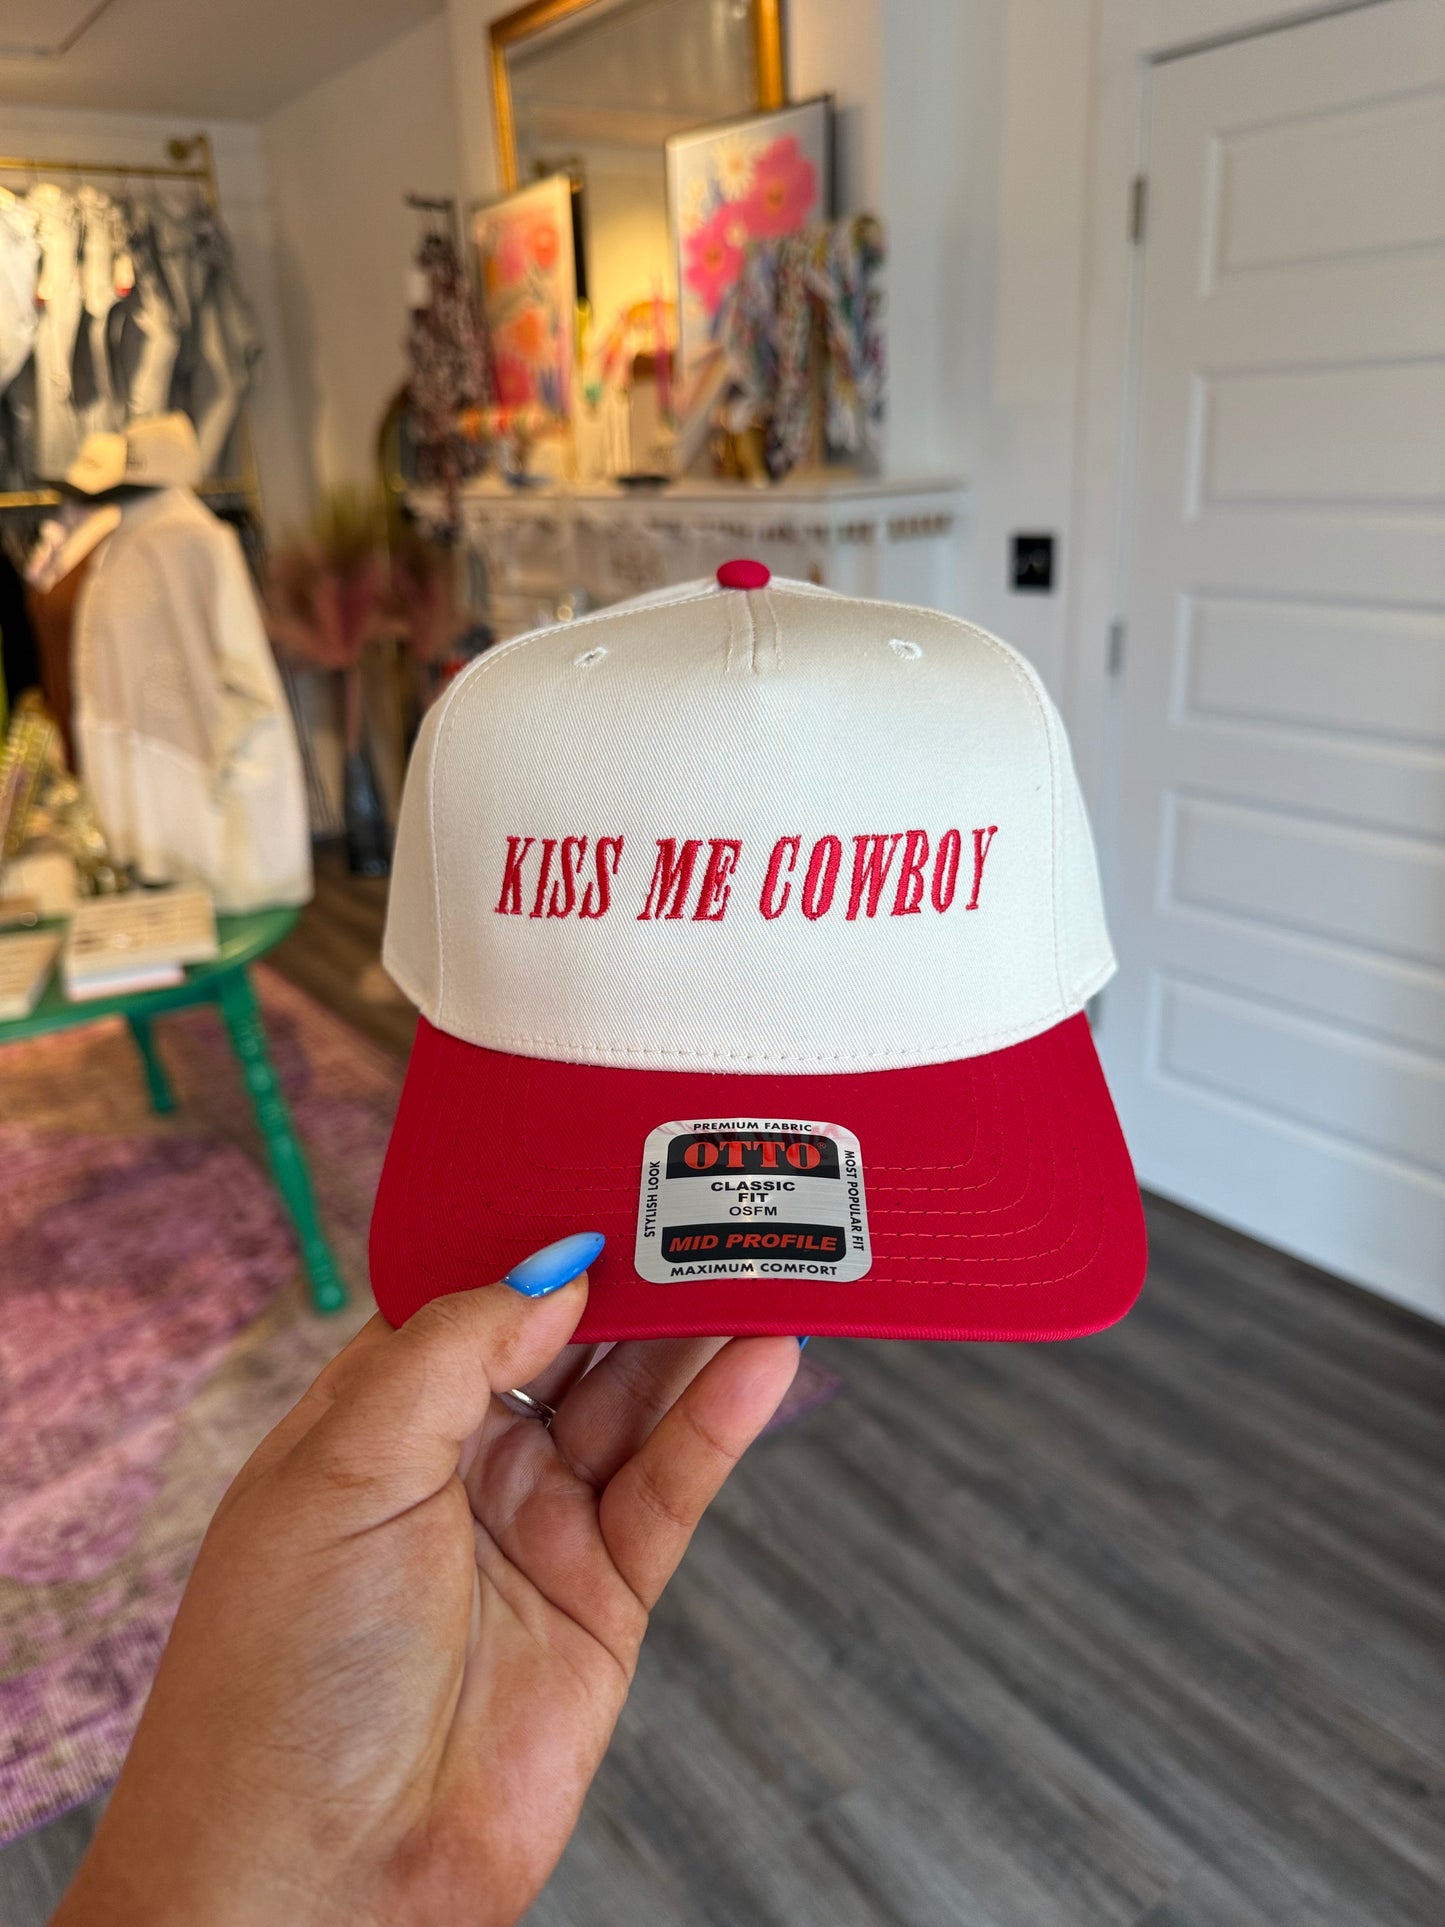 KISS ME COWBOY
PREMIUM FABRIC
OTTO®
STYLISH LOOK
CLASSIC
FIT
OSFM
MOST POPULAR FIT
MID PROFILE
MAXIMUM COMFORT